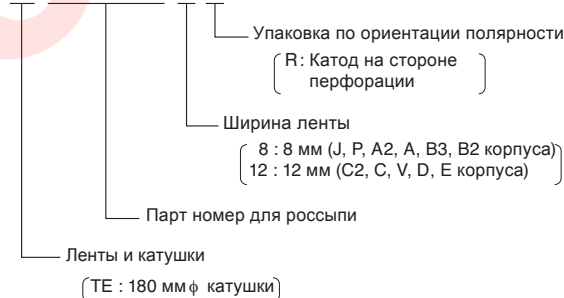 Упаковка по ориентации полярности
R: Катод на стороне
перфорации
Ширина ленты
8 : 8 мм (J, P, A2, A, B3, B2 корпуса)
12 : 12 мм (C2, C, V, D, E корпуса)
Парт номер для россыпи
Ленты и катушки
TE : 180 ммϕ катушки